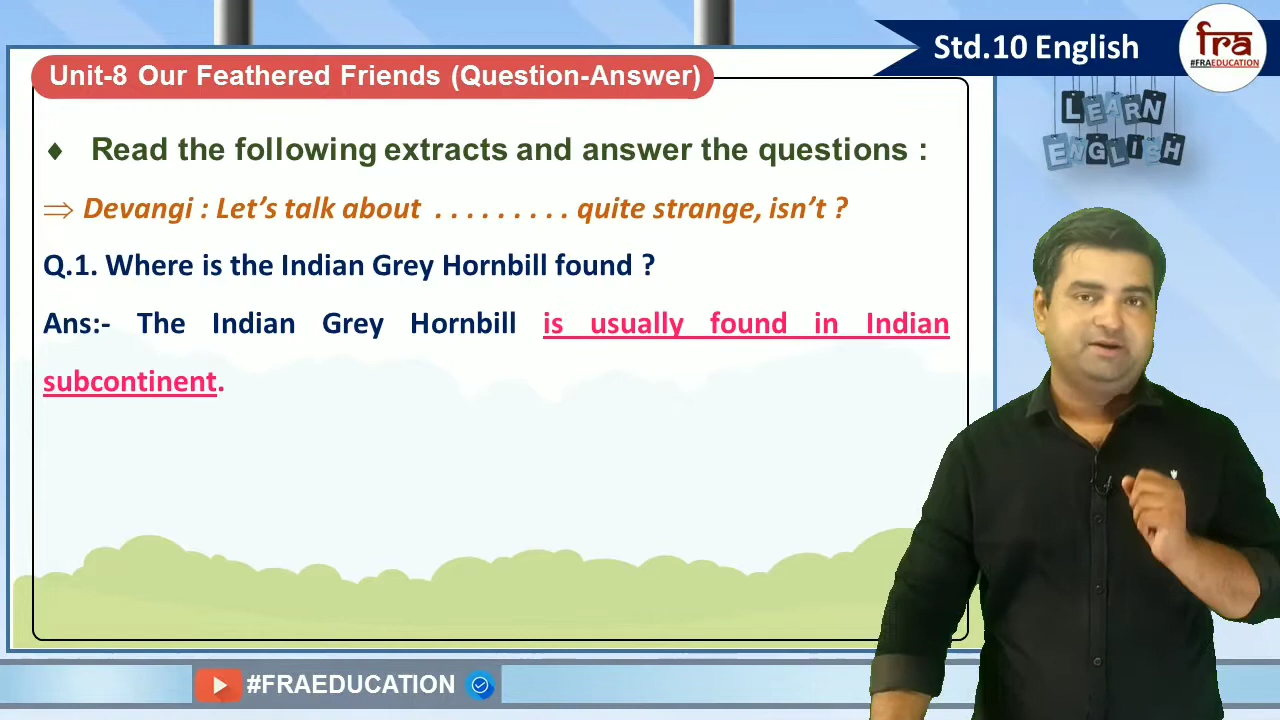 Std.10 English
fra
#FRAEDUCATION
Unit-8 Our Feathered Friends (Question-Answer)
LEARN
ENGLISH
♦ Read the following extracts and answer the questions :
⇒ Devangi : Let's talk about . . . . . . . . . quite strange, isn't ?
Q.1. Where is the Indian Grey Hornbill found ?
Ans:- The Indian Grey Hornbill is usually found in Indian
subcontinent.
#FRAEDUCATION